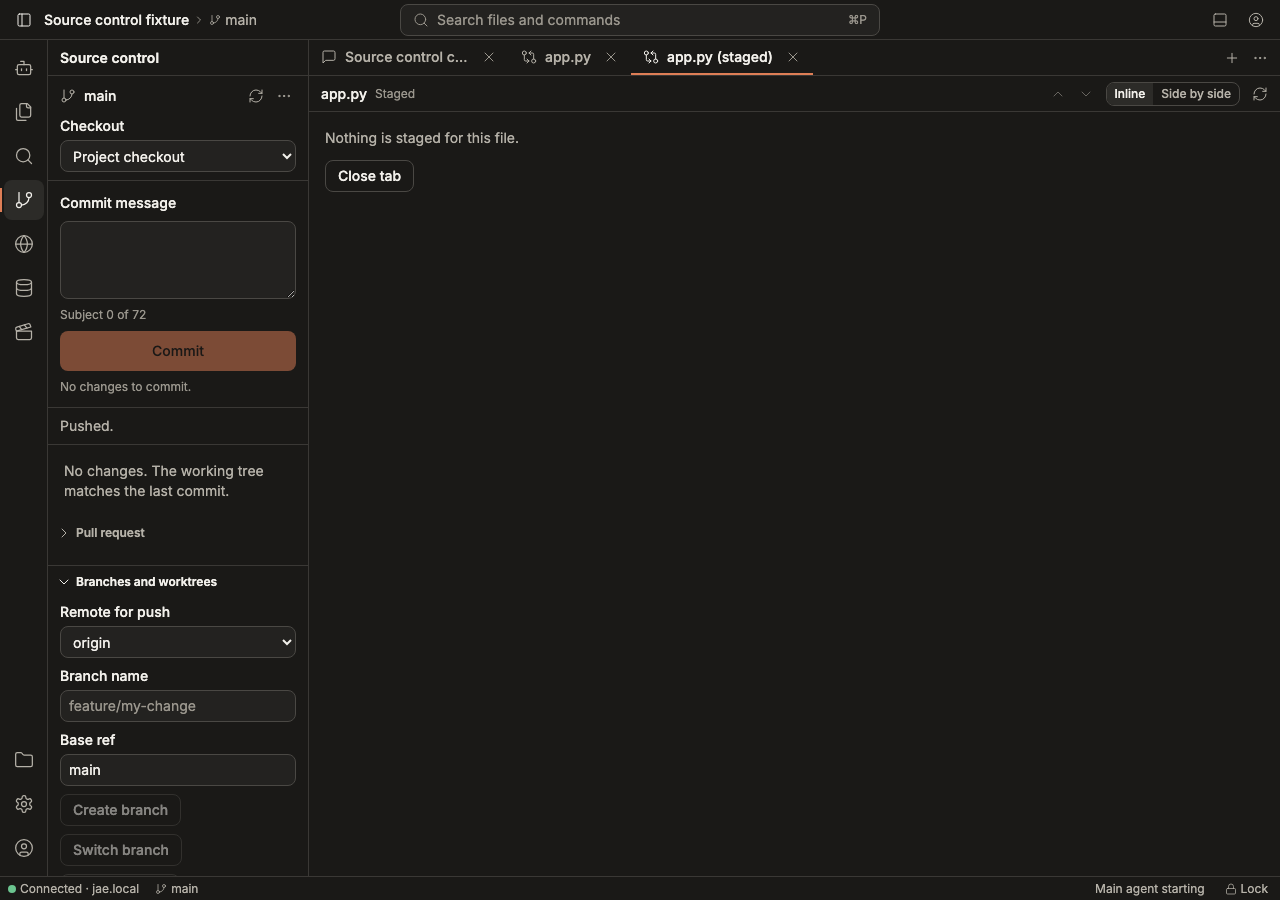 Source control fixture
main
Search files and commands
⌘P
Source control
Source control c...
app.py
app.py (staged)
main
app.py Staged
Inline
Side by side
Checkout
Project checkout
Nothing is staged for this file.
Close tab
Commit message
Subject 0 of 72
Commit
No changes to commit.
Pushed.
No changes. The working tree
matches the last commit.
Pull request
Branches and worktrees
Remote for push
origin
Branch name
feature/my-change
Base ref
main
Create branch
Switch branch
Connected · jae.local
main
Main agent starting
Lock